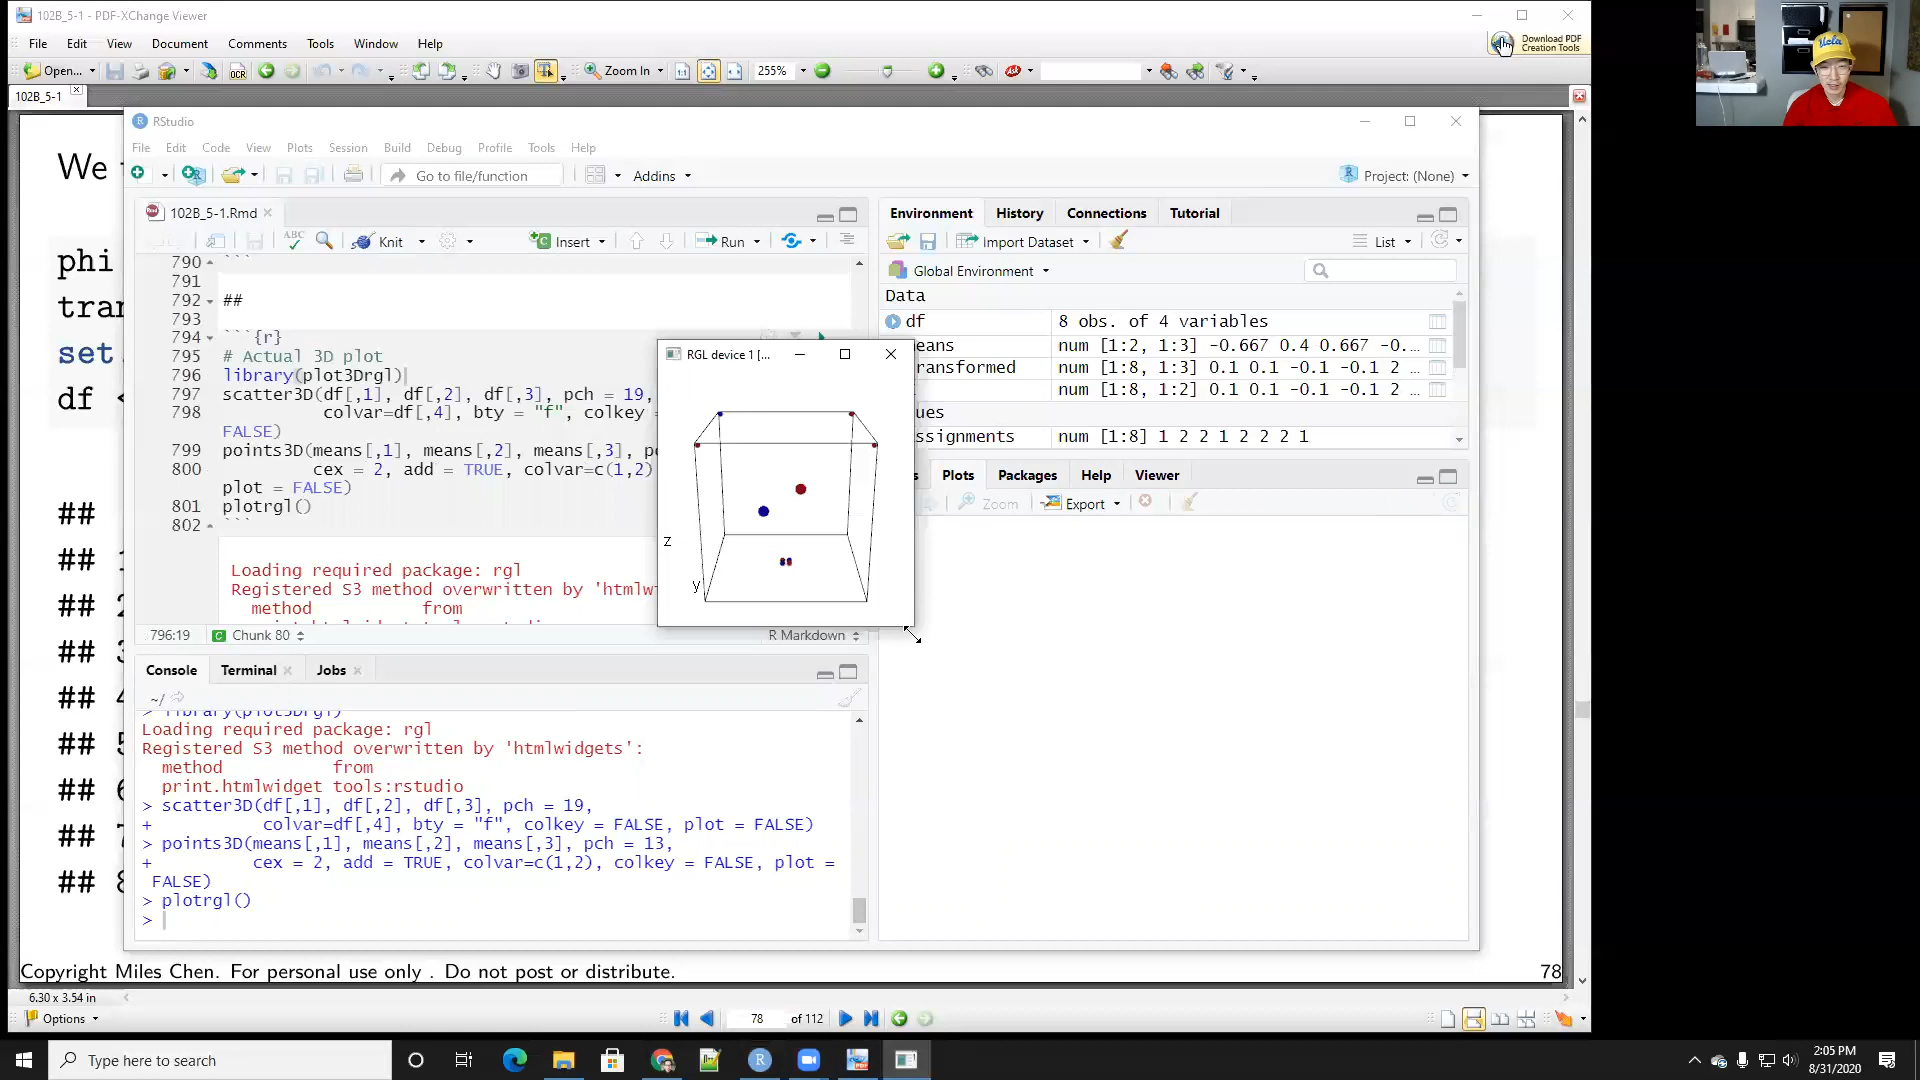 102B_5-1 - PDF-XChange Viewer
File Edit View Document Comments Tools Window Help
Download PDF
Creation Tools
Open... OCR Zoom In 255%
102B_5-1
We
RStudio
File Edit Code View Plots Session Build Debug Profile Tools Help
Go to file/function Addins Project: (None)
102B_5-1.Rmd
ABC Knit Insert Run
790 ```
791
792 ##
793
794 ```{r}
795 # Actual 3D plot
796 library(plot3Drgl)
797 scatter3D(df[,1], df[,2], df[,3], pch = 19,
798 colvar=df[,4], bty = "f", colkey =
FALSE)
799 points3D(means[,1], means[,2], means[,3],
800 cex = 2, add = TRUE, colvar=c(1,2)
plot = FALSE)
801 plotrgl()
802 ```
Loading required package: rgl
Registered S3 method overwritten by
method from
796:19 Chunk 80 R Markdown
RGL device 1 [...
z
y
Environment History Connections Tutorial
Import Dataset List
Global Environment
Data
df 8 obs. of 4 variables
eans num [1:2, 1:3] -0.667 0.4 0.667 -0....
ransformed num [1:8, 1:3] 0.1 0.1 -0.1 -0.1 2 ...
num [1:8, 1:2] 0.1 0.1 -0.1 -0.1 2 ...
ues
ssignments num [1:8] 1 2 2 1 2 2 2 1
s Plots Packages Help Viewer
Zoom Export
Console Terminal Jobs
~/
> library(plot3Drgl)
Loading required package: rgl
Registered S3 method overwritten by 'htmlwidgets':
method from
print.htmlwidget tools:rstudio
> scatter3D(df[,1], df[,2], df[,3], pch = 19,
+ colvar=df[,4], bty = "f", colkey = FALSE, plot = FALSE)
> points3D(means[,1], means[,2], means[,3], pch = 13,
+ cex = 2, add = TRUE, colvar=c(1,2), colkey = FALSE, plot =
FALSE)
> plotrgl()
>
phi
tran
set.
df <
##
## 1
## 2
## 3
## 4
## 5
## 6
## 7
## 8
Copyright Miles Chen. For personal use only . Do not post or distribute.
78
6.30 x 3.54 in
Options 78 of 112
Type here to search
2:05 PM
8/31/2020
Ucla